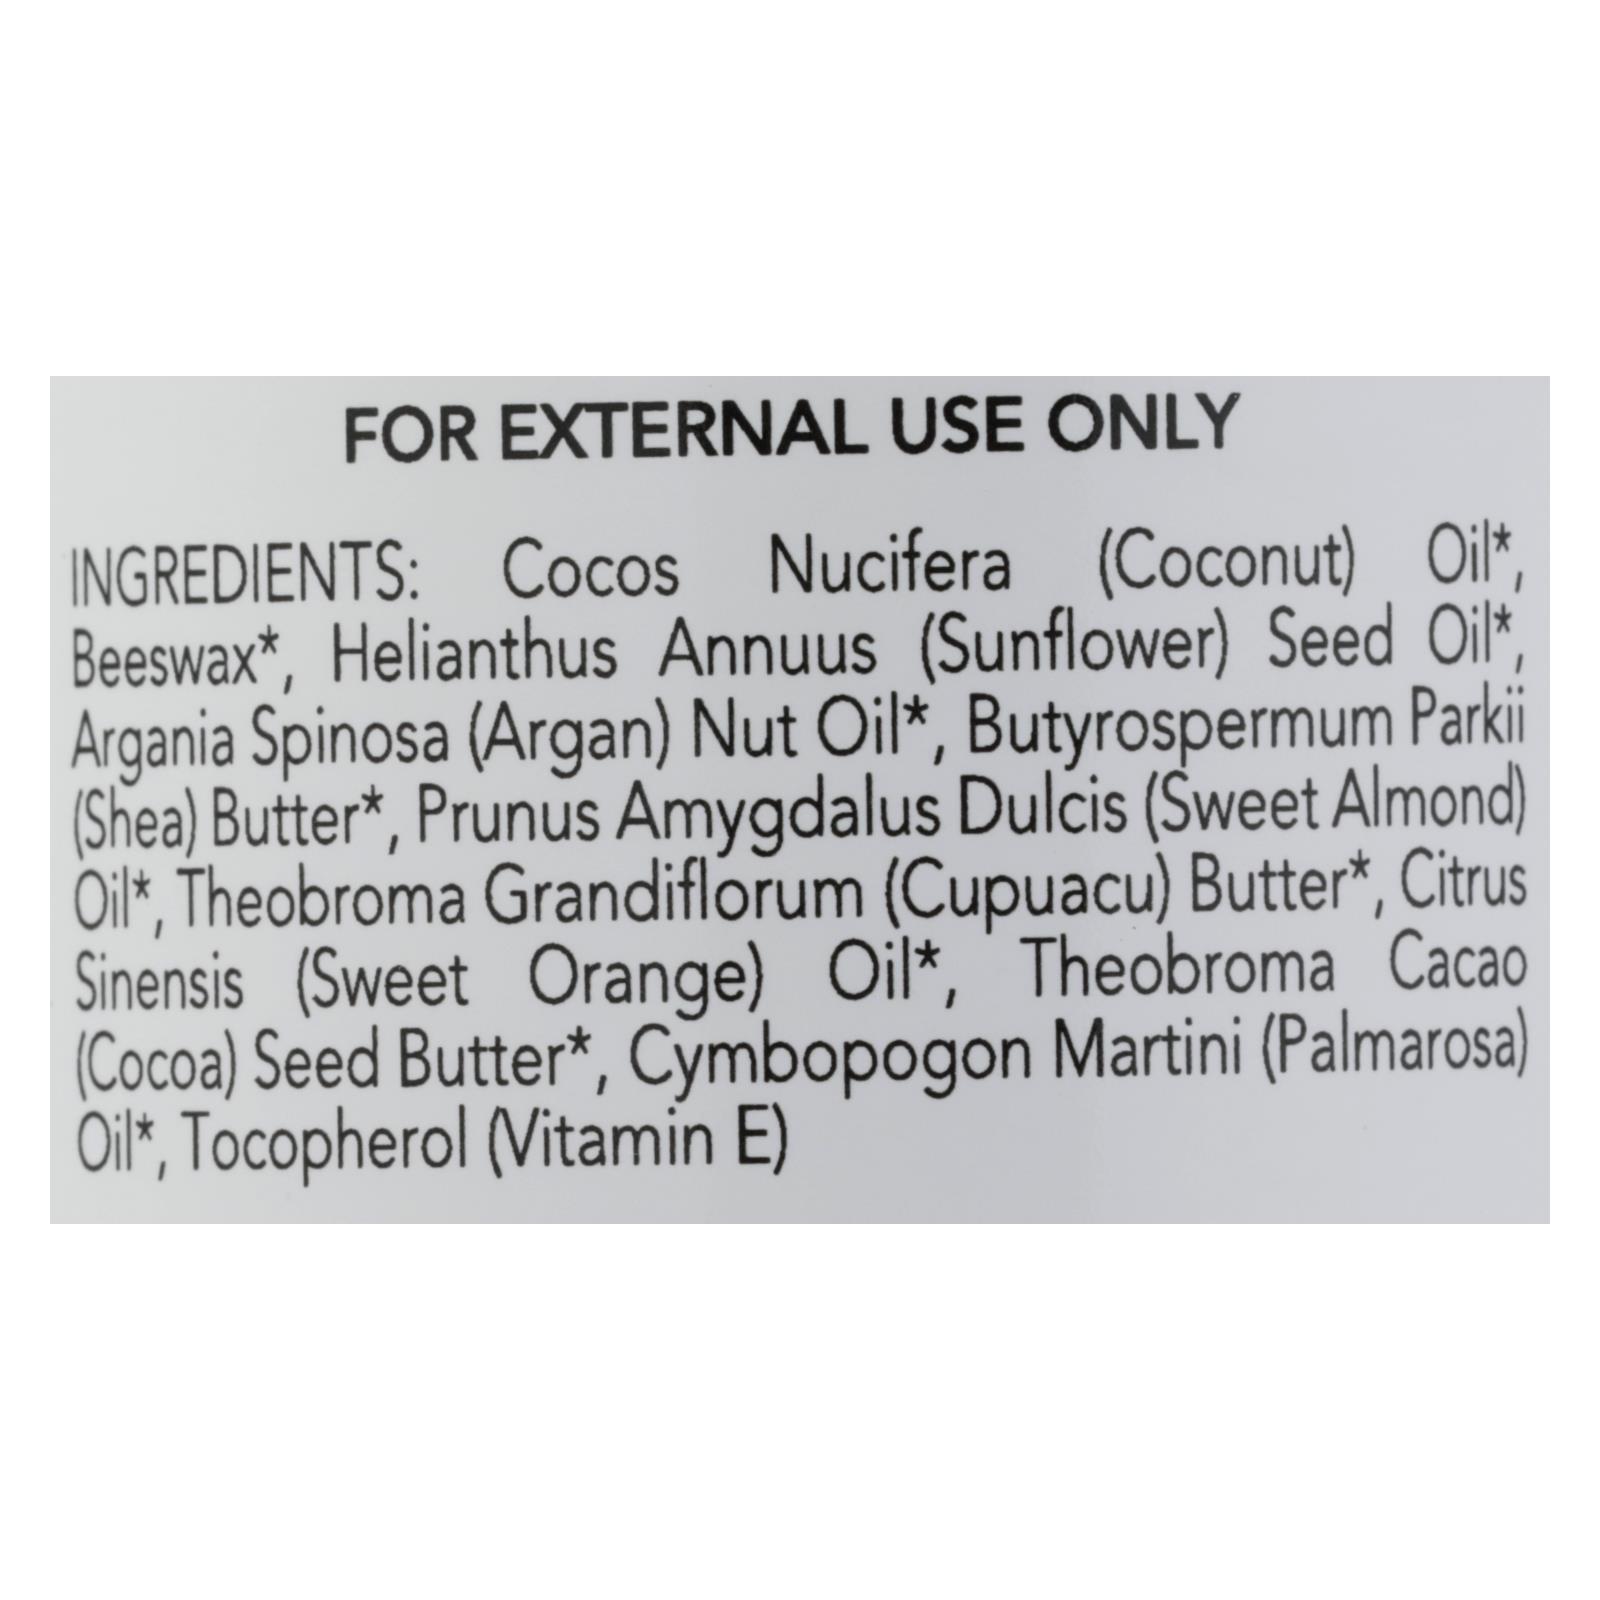 FOR EXTERNAL USE ONLY
INGREDIENTS: Cocos Nucifera (Coconut) Oil*,
Beeswax*, Helianthus Annuus (Sunflower) Seed Oil*,
Argania Spinosa (Argan) Nut Oil*, Butyrospermum Parkii
(Shea) Butter*, Prunus Amygdalus Dulcis (Sweet Almond)
Oil*, Theobroma Grandiflorum (Cupuacu) Butter*, Citrus
Sinensis (Sweet Orange) Oil*, Theobroma Cacao
(Cocoa) Seed Butter*, Cymbopogon Martini (Palmarosa)
Oil*, Tocopherol (Vitamin E)